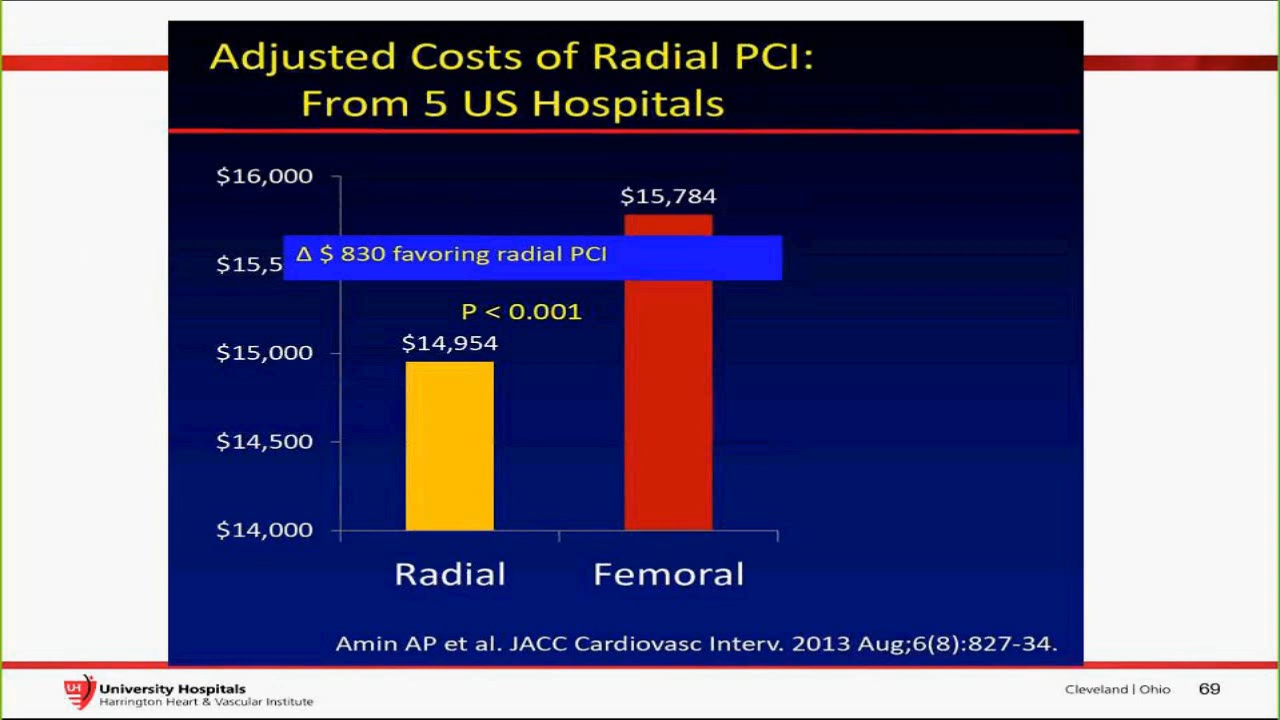 Adjusted Costs of Radial PCI:
From 5 US Hospitals
$16,000
$15,784
Δ $ 830 favoring radial PCI
$15,5
P < 0.001
$14,954
$15,000
$14,500
$14,000
Radial
Femoral
Amin AP et al. JACC Cardiovasc Interv. 2013 Aug;6(8):827-34.
UH
University Hospitals
Harrington Heart & Vascular Institute
Cleveland | Ohio 69